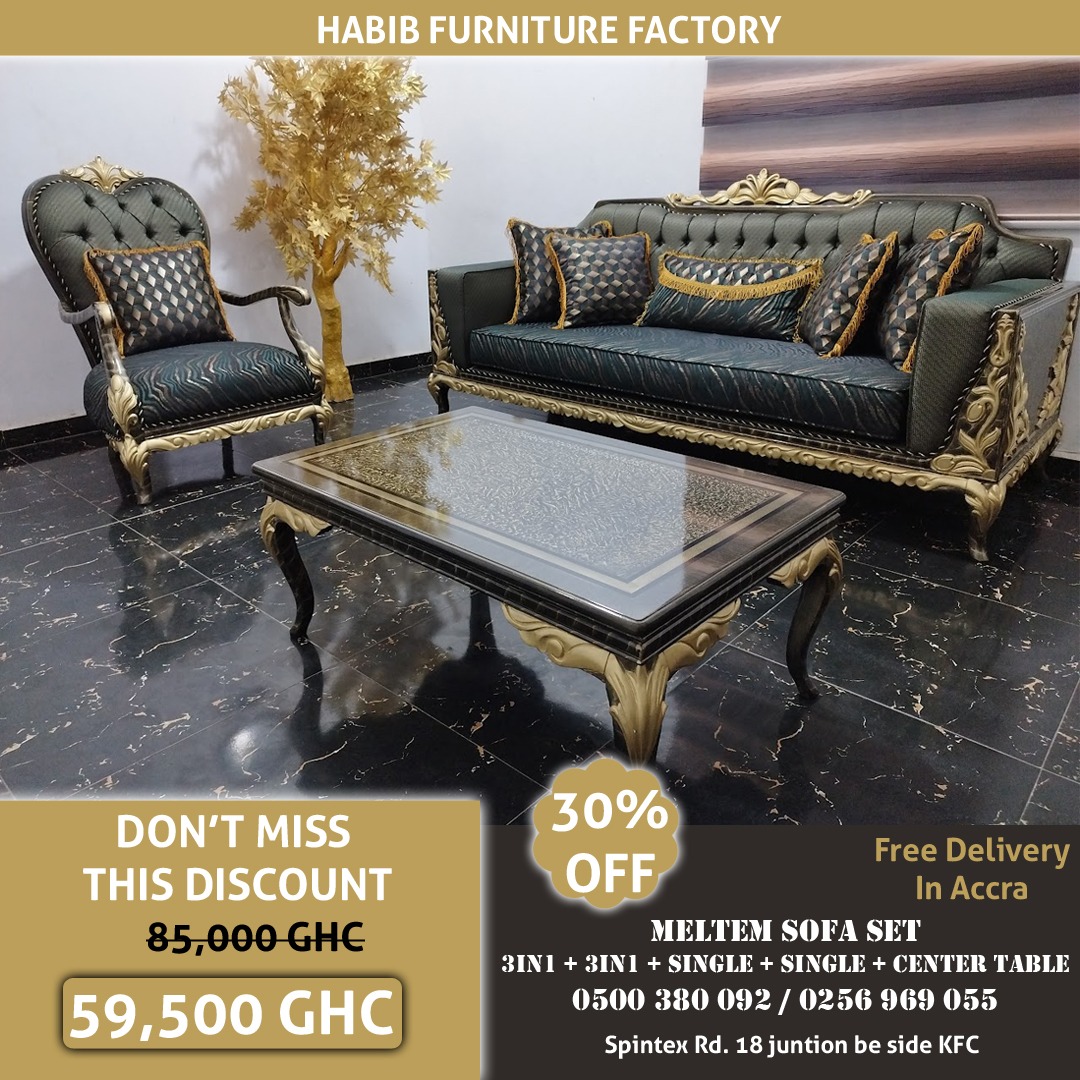 HABIB FURNITURE FACTORY
DON'T MISS
THIS DISCOUNT
85,000 GHC
59,500 GHC
30%
OFF
Free Delivery
In Accra
MELTEM SOFA SET
3IN1 + 3IN1 + SINGLE + SINGLE + CENTER TABLE
0500 380 092 / 0256 969 055
Spintex Rd. 18 juntion be side KFC